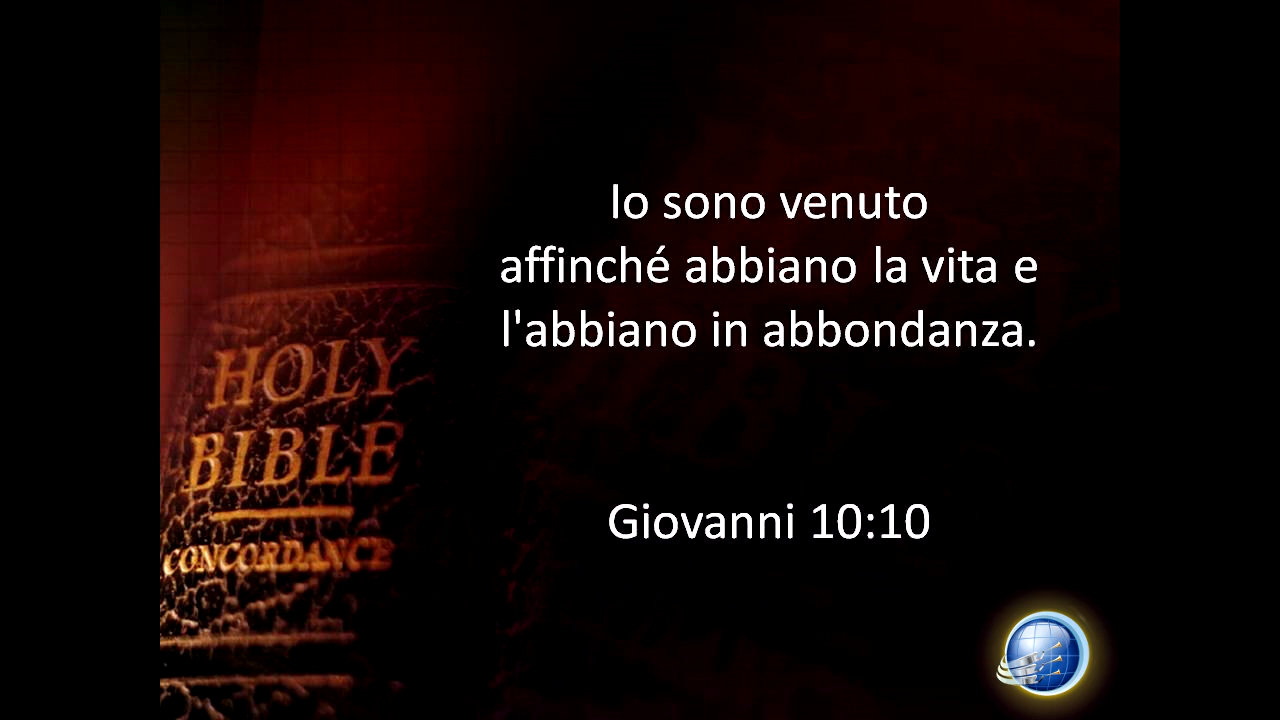 Io sono venuto
affinché abbiano la vita e
l'abbiano in abbondanza.
HOLY
BIBLE
CONCORDANCE
Giovanni 10:10